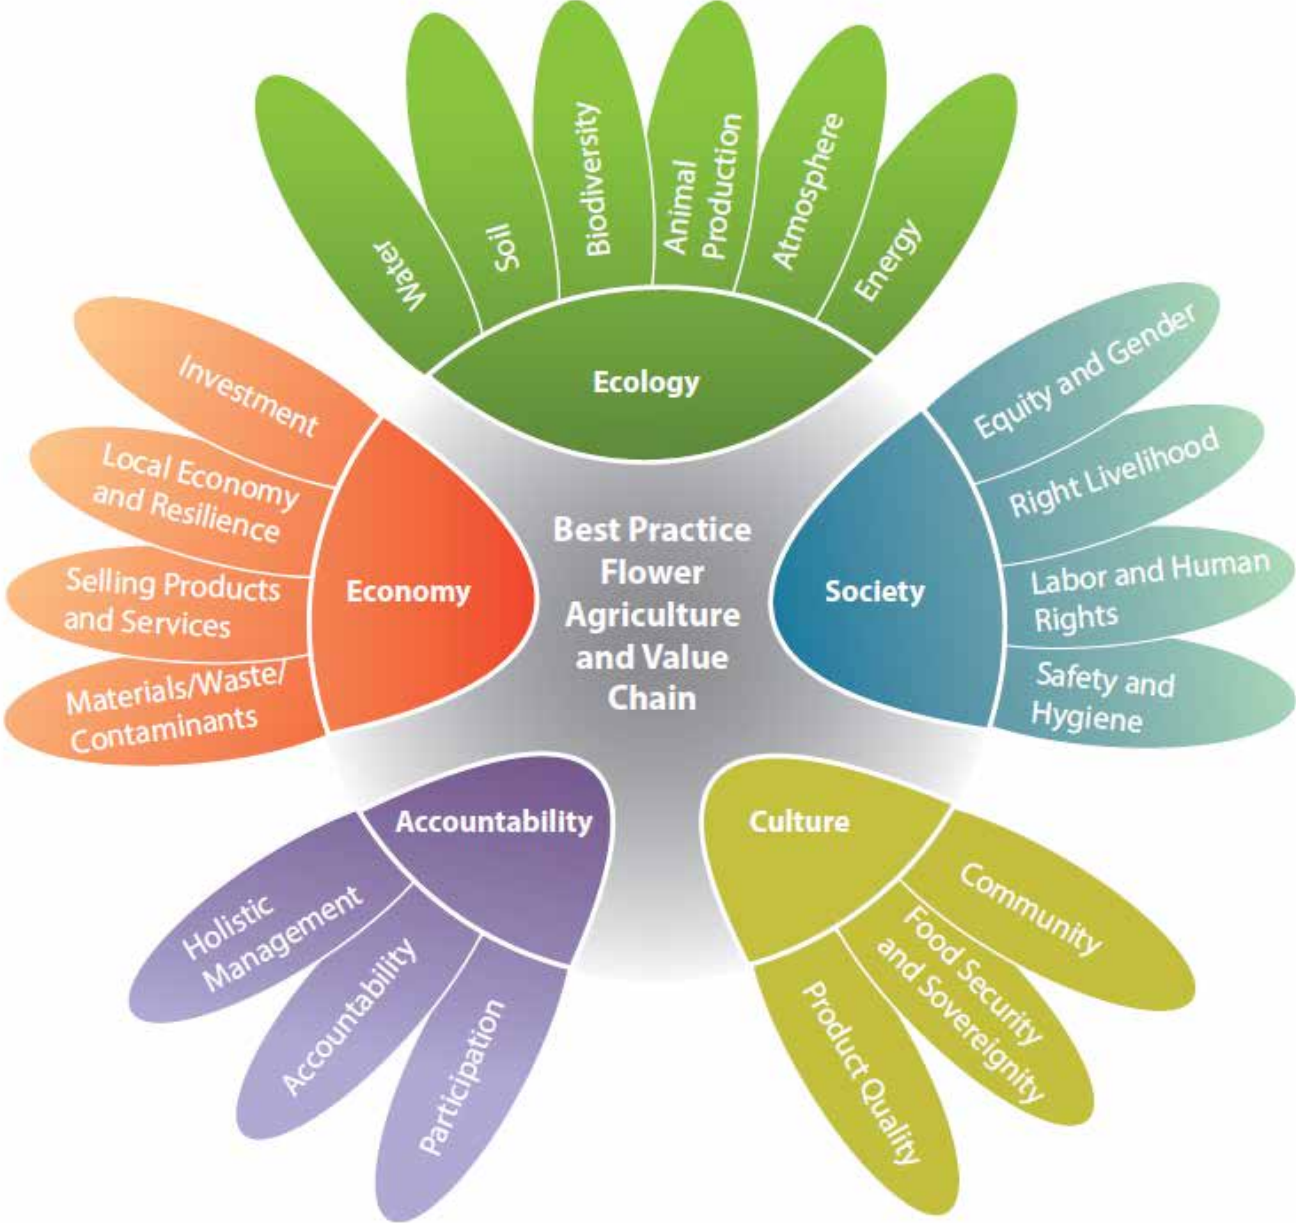 Water
Soil
Biodiversity
Animal
Production
Atmosphere
Energy
Ecology
Equity and Gender
Right Livelihood
Labor and Human
Rights
Safety and
Hygiene
Society
Investment
Local Economy
and Resilience
Selling Products
and Services
Materials/Waste/
Contaminants
Economy
Best Practice
Flower
Agriculture
and Value
Chain
Accountability
Holistic
Management
Accountability
Participation
Culture
Community
Food Security
and Sovereignity
Product Quality